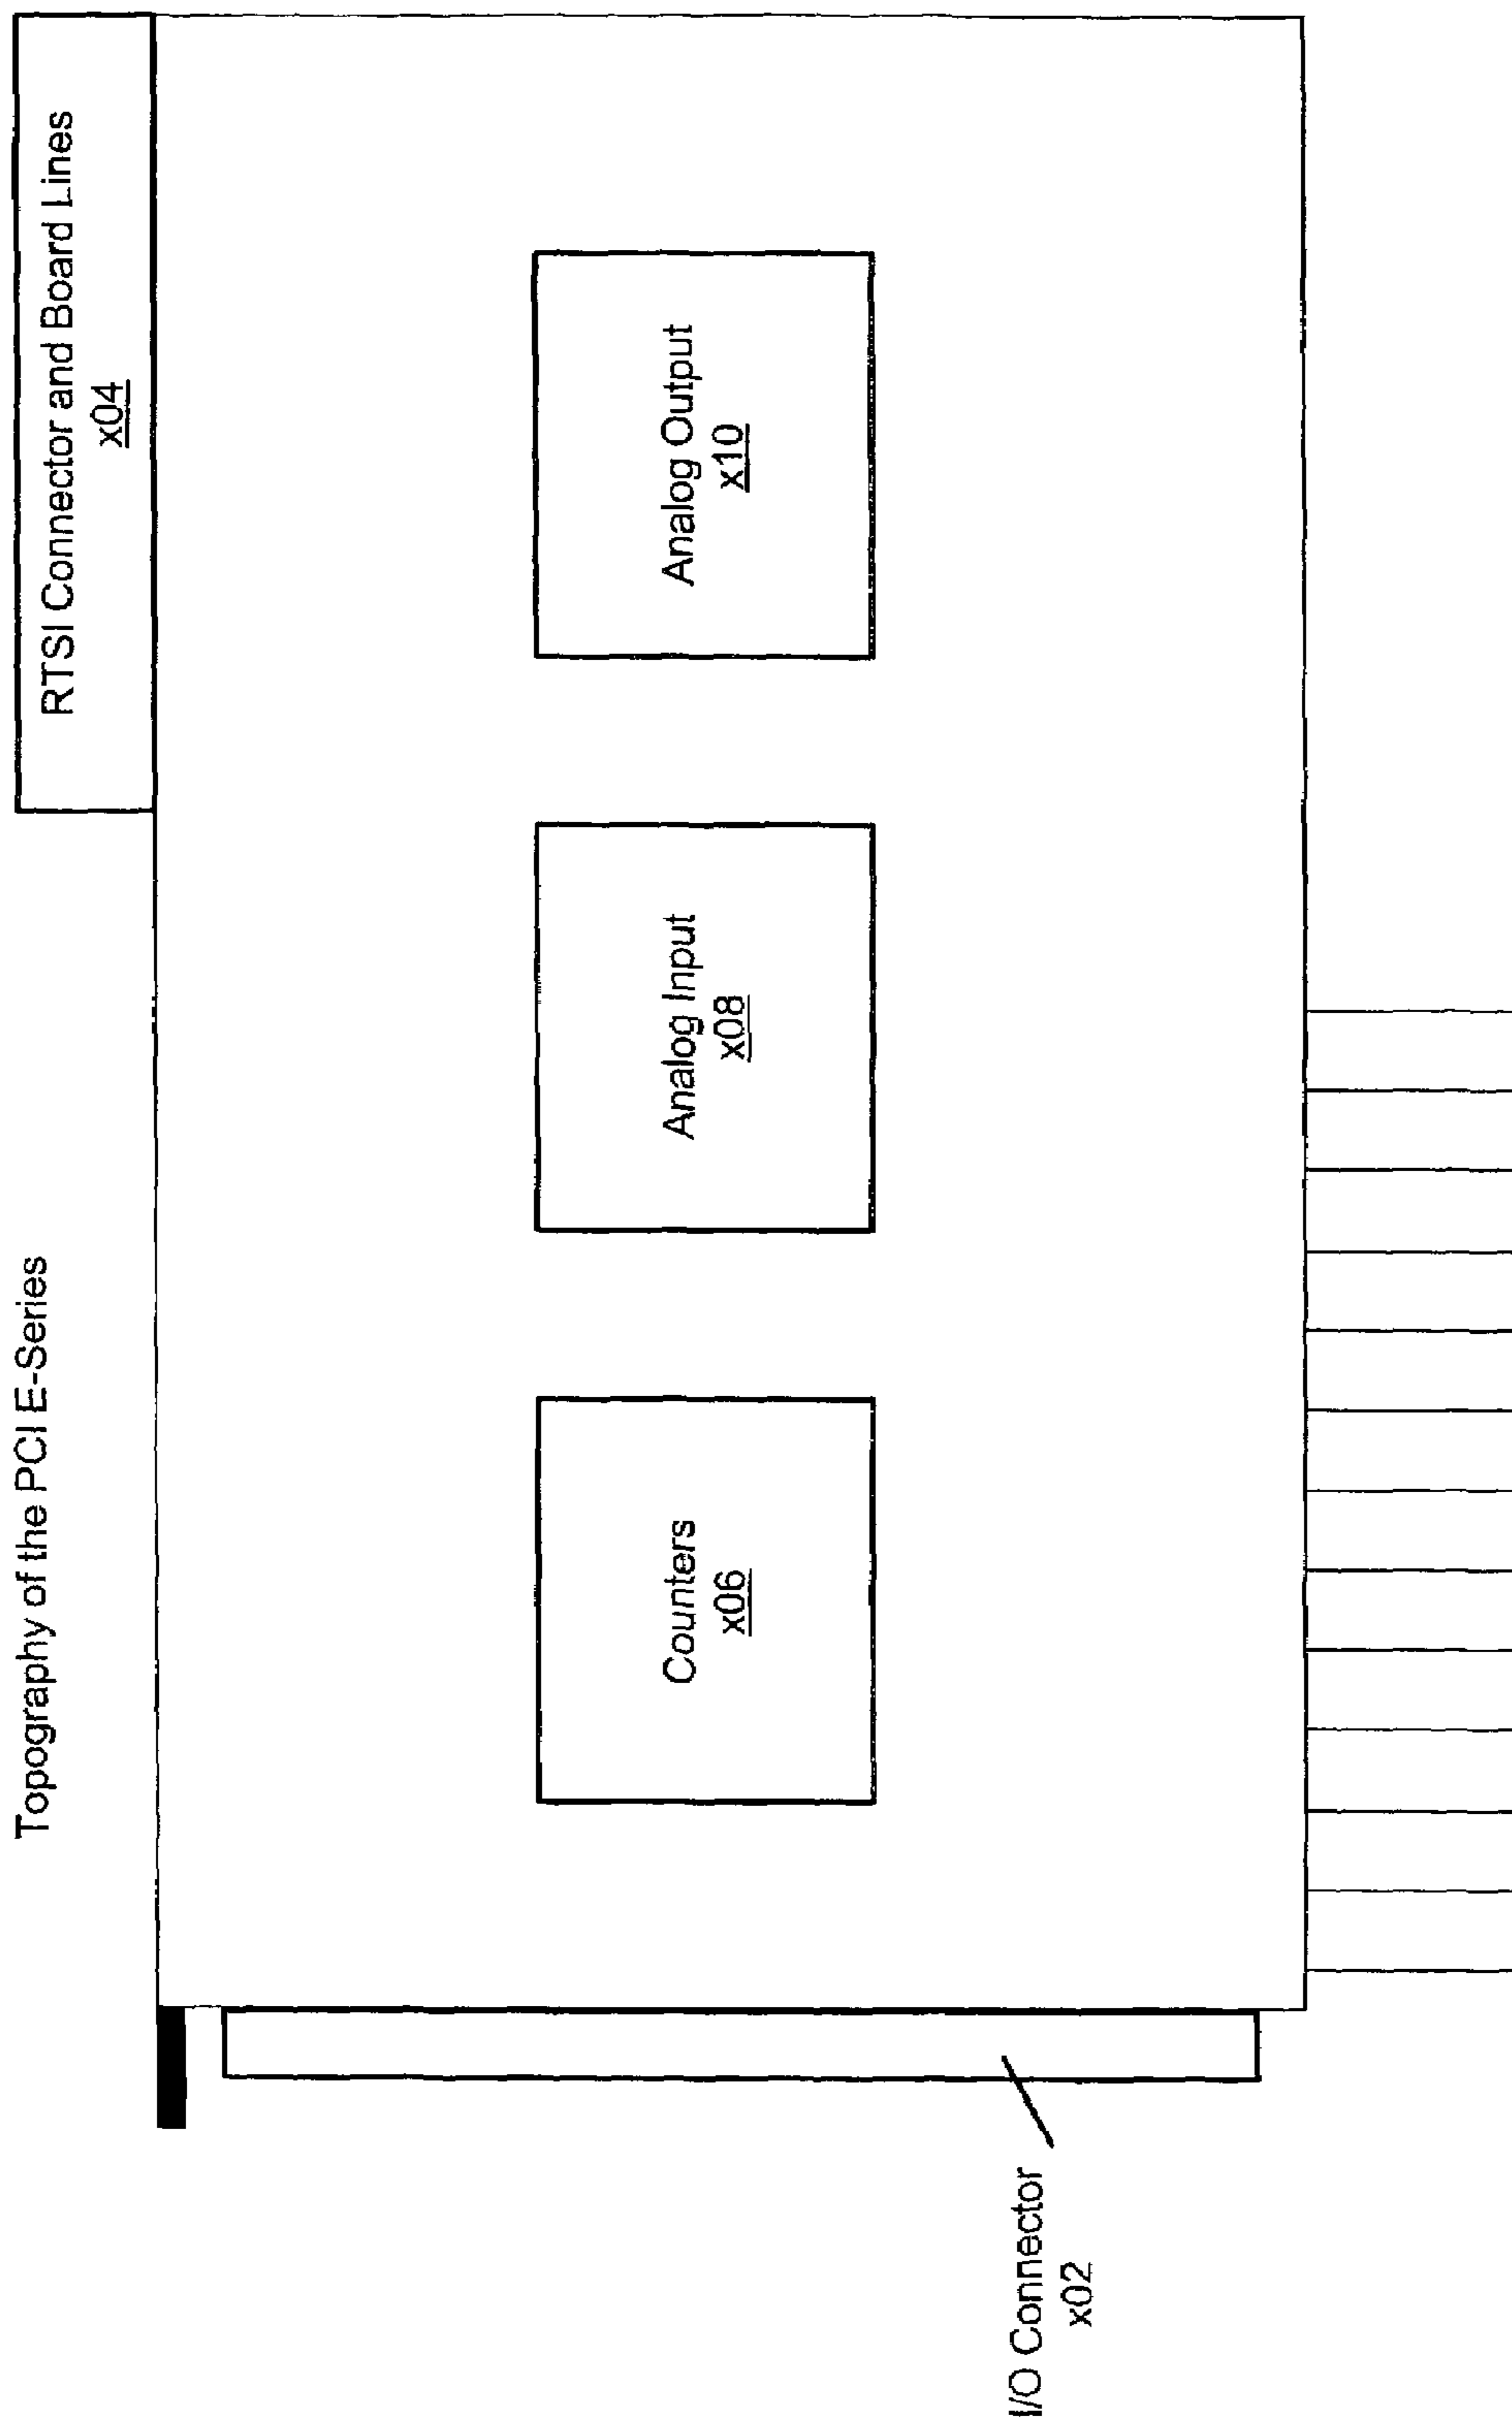 Topography of the PCI E-Series
RTSI Connector and Board Lines
x04
Counters
x06
Analog Input
x08
Analog Output
x10
I/O Connector
x02